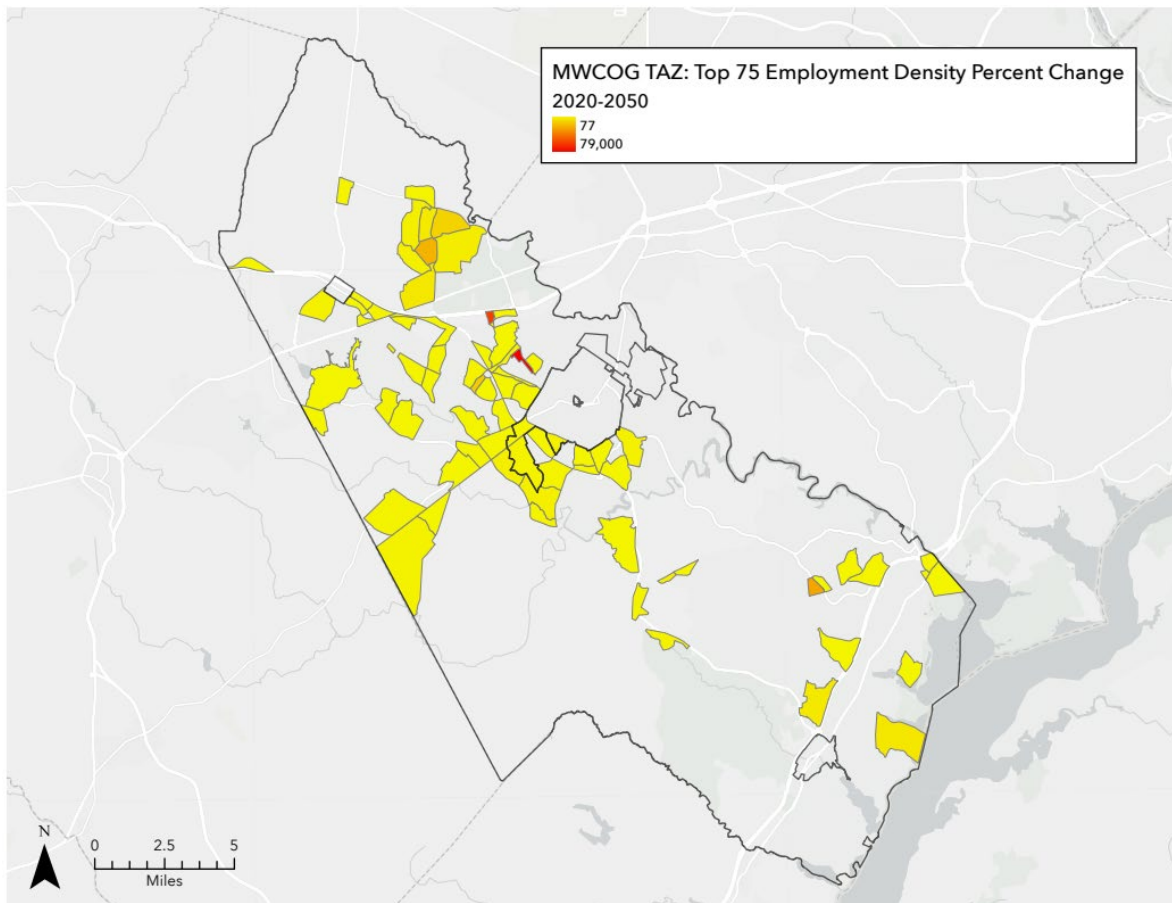 MWCOG TAZ: Top 75 Employment Density Percent Change
2020-2050
77
79,000
N
0 2.5 5
Miles